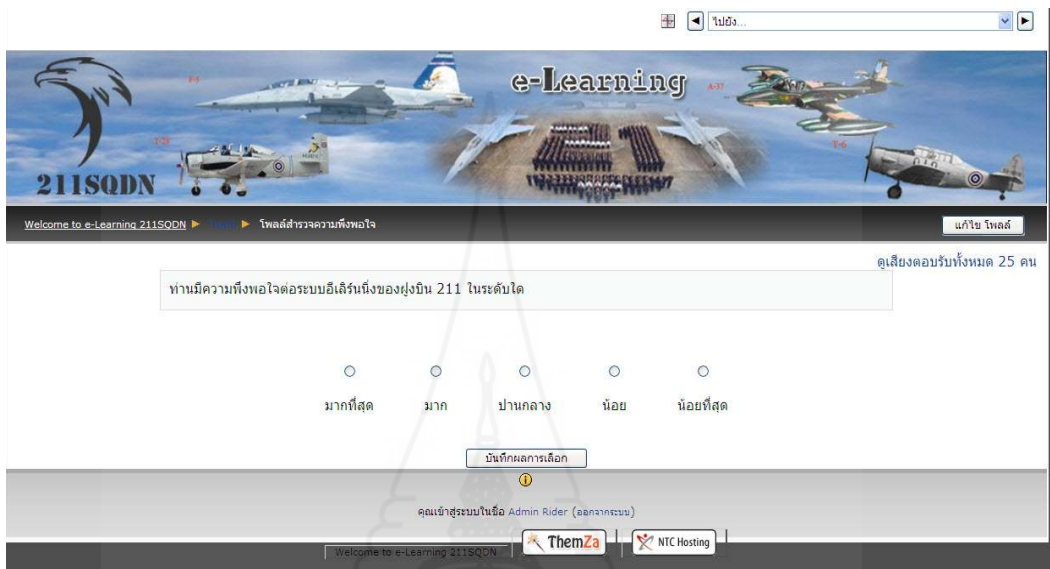 ไปยัง...
e-Learning
F-5
A-37
T-6
211SQDN
Welcome to e-Learning 211SQDN ► ► โพลล์สำรวจความพึงพอใจ
แก้ไข โพลล์
ดูเสียงตอบรับทั้งหมด 25 คน
ท่านมีความพึงพอใจต่อระบบอีเลิร์นนิ่งของฝูงบิน 211 ในระดับใด
มากที่สุด มาก ปานกลาง น้อย น้อยที่สุด
บันทึกผลการเลือก
คุณเข้าสู่ระบบในชื่อ Admin Rider (ออกจากระบบ)
Welcome to e-Learning 211SQDN
ThemZa
NTC Hosting